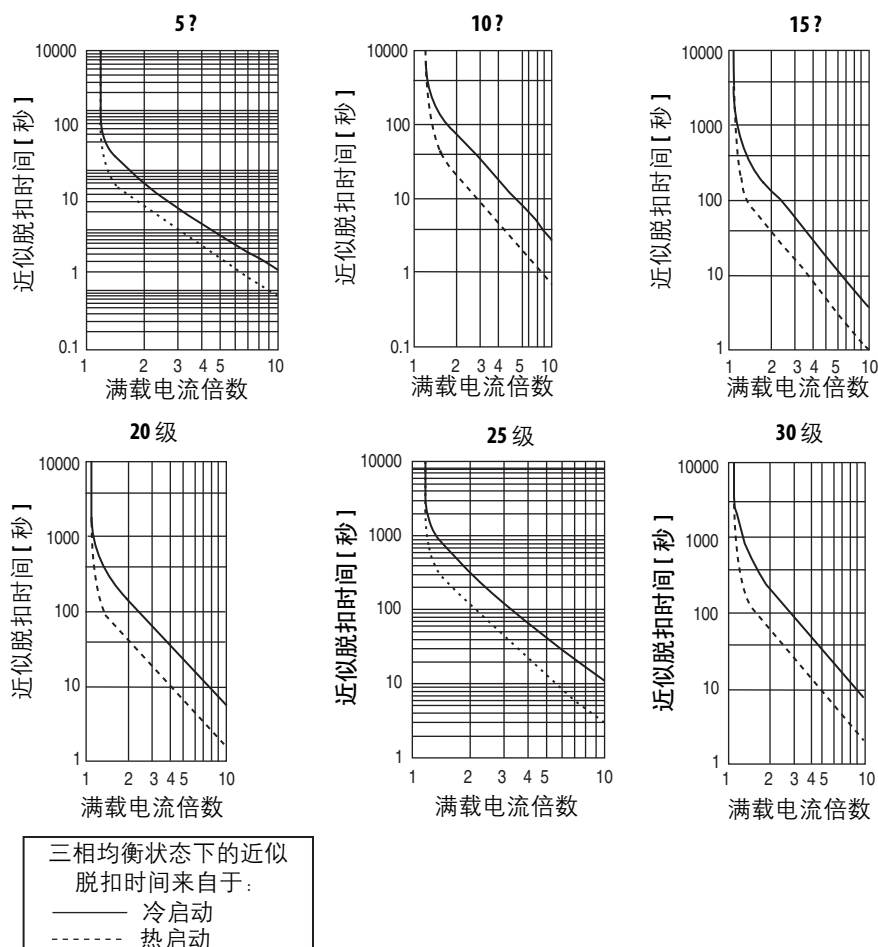 5?
10?
15?
近似脱扣时间[秒]
10000
100
10
1
0.1
1 2 3 4 5 10
满载电流倍数
近似脱扣时间[秒]
10000
100
10
1
0.1
1 2 3 4 5 10
满载电流倍数
近似脱扣时间[秒]
10000
1000
100
10
1
1 2 3 4 5 10
满载电流倍数
20 级
25 级
30 级
近似脱扣时间[秒]
10000
1000
100
10
1
1 2 3 4 5 10
满载电流倍数
近似脱扣时间[秒]
10000
1000
100
10
1
1 2 3 4 5 10
满载电流倍数
近似脱扣时间[秒]
10000
1000
100
10
1
1 2 3 4 5 10
满载电流倍数
三相均衡状态下的近似
脱扣时间来自于：
冷启动
热启动